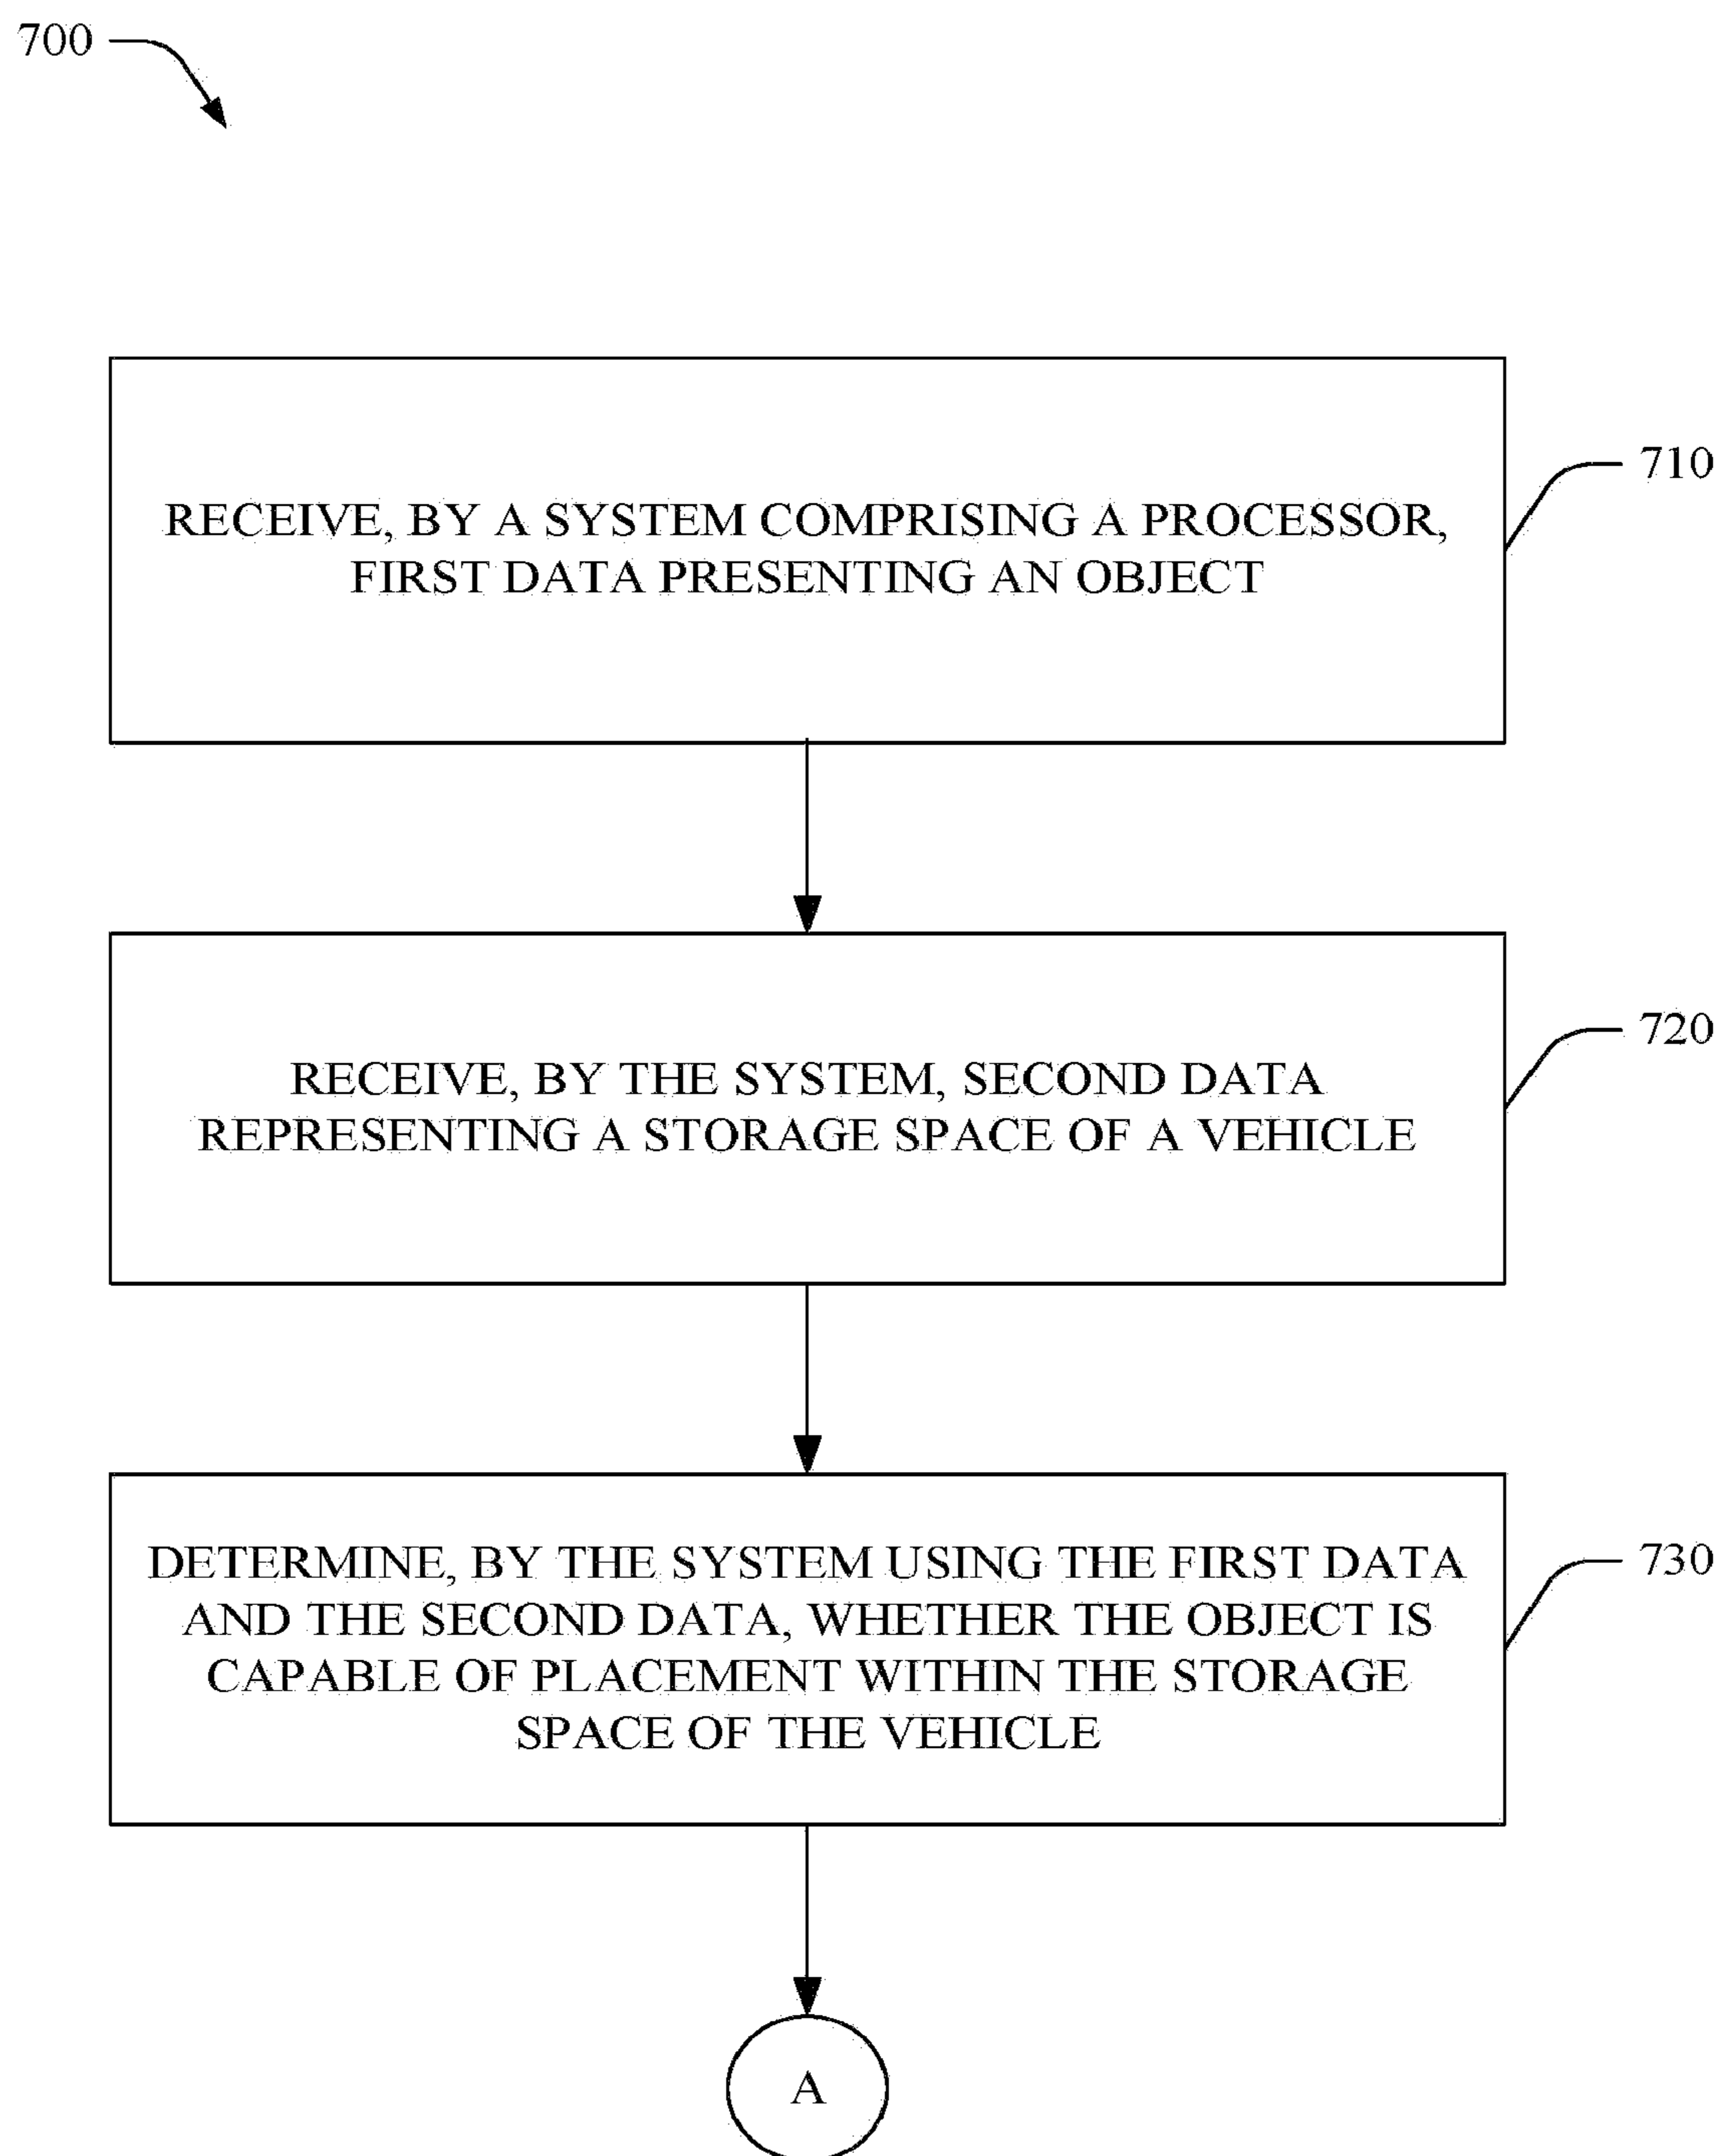 700
RECEIVE, BY A SYSTEM COMPRISING A PROCESSOR,
FIRST DATA PRESENTING AN OBJECT
710
RECEIVE, BY THE SYSTEM, SECOND DATA
REPRESENTING A STORAGE SPACE OF A VEHICLE
720
DETERMINE, BY THE SYSTEM USING THE FIRST DATA
AND THE SECOND DATA, WHETHER THE OBJECT IS
CAPABLE OF PLACEMENT WITHIN THE STORAGE
SPACE OF THE VEHICLE
730
A